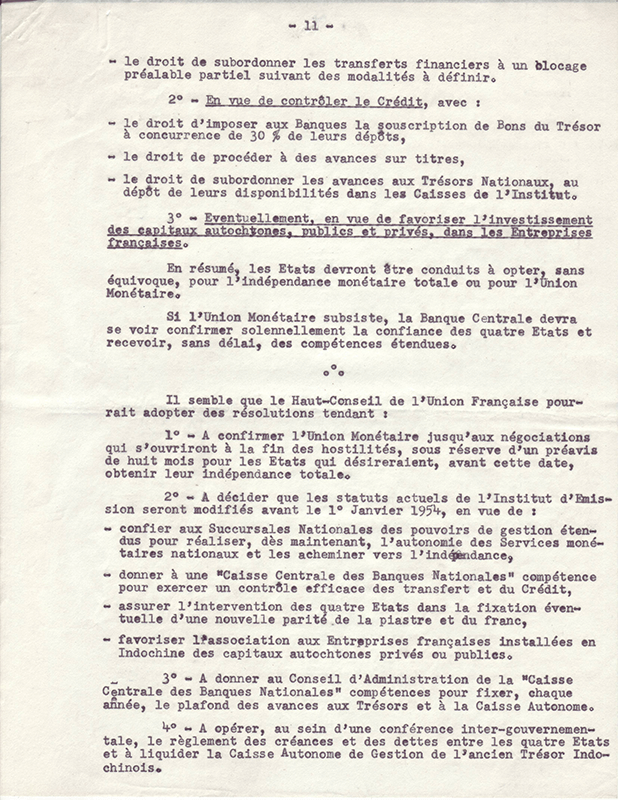 - 11 -
- le droit de subordonner les transferts financiers à un blocage
préalable partiel suivant des modalités à définir.
2° - En vue de contrôler le Crédit, avec :
- le droit d'imposer aux Banques la souscription de Bons du Trésor
à concurrence de 30 % de leurs dépôts,
- le droit de procéder à des avances sur titres,
- le droit de subordonner les avances aux Trésors Nationaux, au
dépôt de leurs disponibilités dans les Caisses de l'Institut.
3° - Eventuellement, en vue de favoriser l'investissement
des capitaux autochtones, publics et privés, dans les Entreprises
françaises.
En résumé, les Etats devront être conduits à opter, sans
équivoque, pour l'indépendance monétaire totale ou pour l'Union
Monétaire.
Si l'Union Monétaire subsiste, la Banque Centrale devra
se voir confirmer solennellement la confiance des quatre Etats et
recevoir, sans délai, des compétences étendues.
o°o
Il semble que le Haut-Conseil de l'Union Française pour-
rait adopter des résolutions tendant :
1° - A confirmer l'Union Monétaire jusqu'aux négociations
qui s'ouvriront à la fin des hostilités, sous réserve d'un préavis
de huit mois pour les Etats qui désireraient, avant cette date,
obtenir leur indépendance totale.
2° - A décider que les statuts actuels de l'Institut d'Emis-
sion seront modifiés avant le 1° Janvier 1954, en vue de :
- confier aux Succursales Nationales des pouvoirs de gestion éten-
dus pour réaliser, dès maintenant, l'autonomie des Services moné-
taires nationaux et les acheminer vers l'indépendance,
- donner à une "Caisse Centrale des Banques Nationales" compétence
pour exercer un contrôle efficace des transfert et du Crédit,
- assurer l'intervention des quatre Etats dans la fixation éven-
tuelle d'une nouvelle parité de la piastre et du franc,
- favoriser l'association aux Entreprises françaises installées en
Indochine des capitaux autochtones privés ou publics.
3° - A donner au Conseil d'Administration de la "Caisse
Centrale des Banques Nationales" compétences pour fixer, chaque
année, le plafond des avances aux Trésors et à la Caisse Autonome.
4° - A opérer, au sein d'une conférence inter-gouvernemen-
tale, le règlement des créances et des dettes entre les quatre Etats
et à liquider la Caisse Autonome de Gestion de l'ancien Trésor Indo-
chinois.